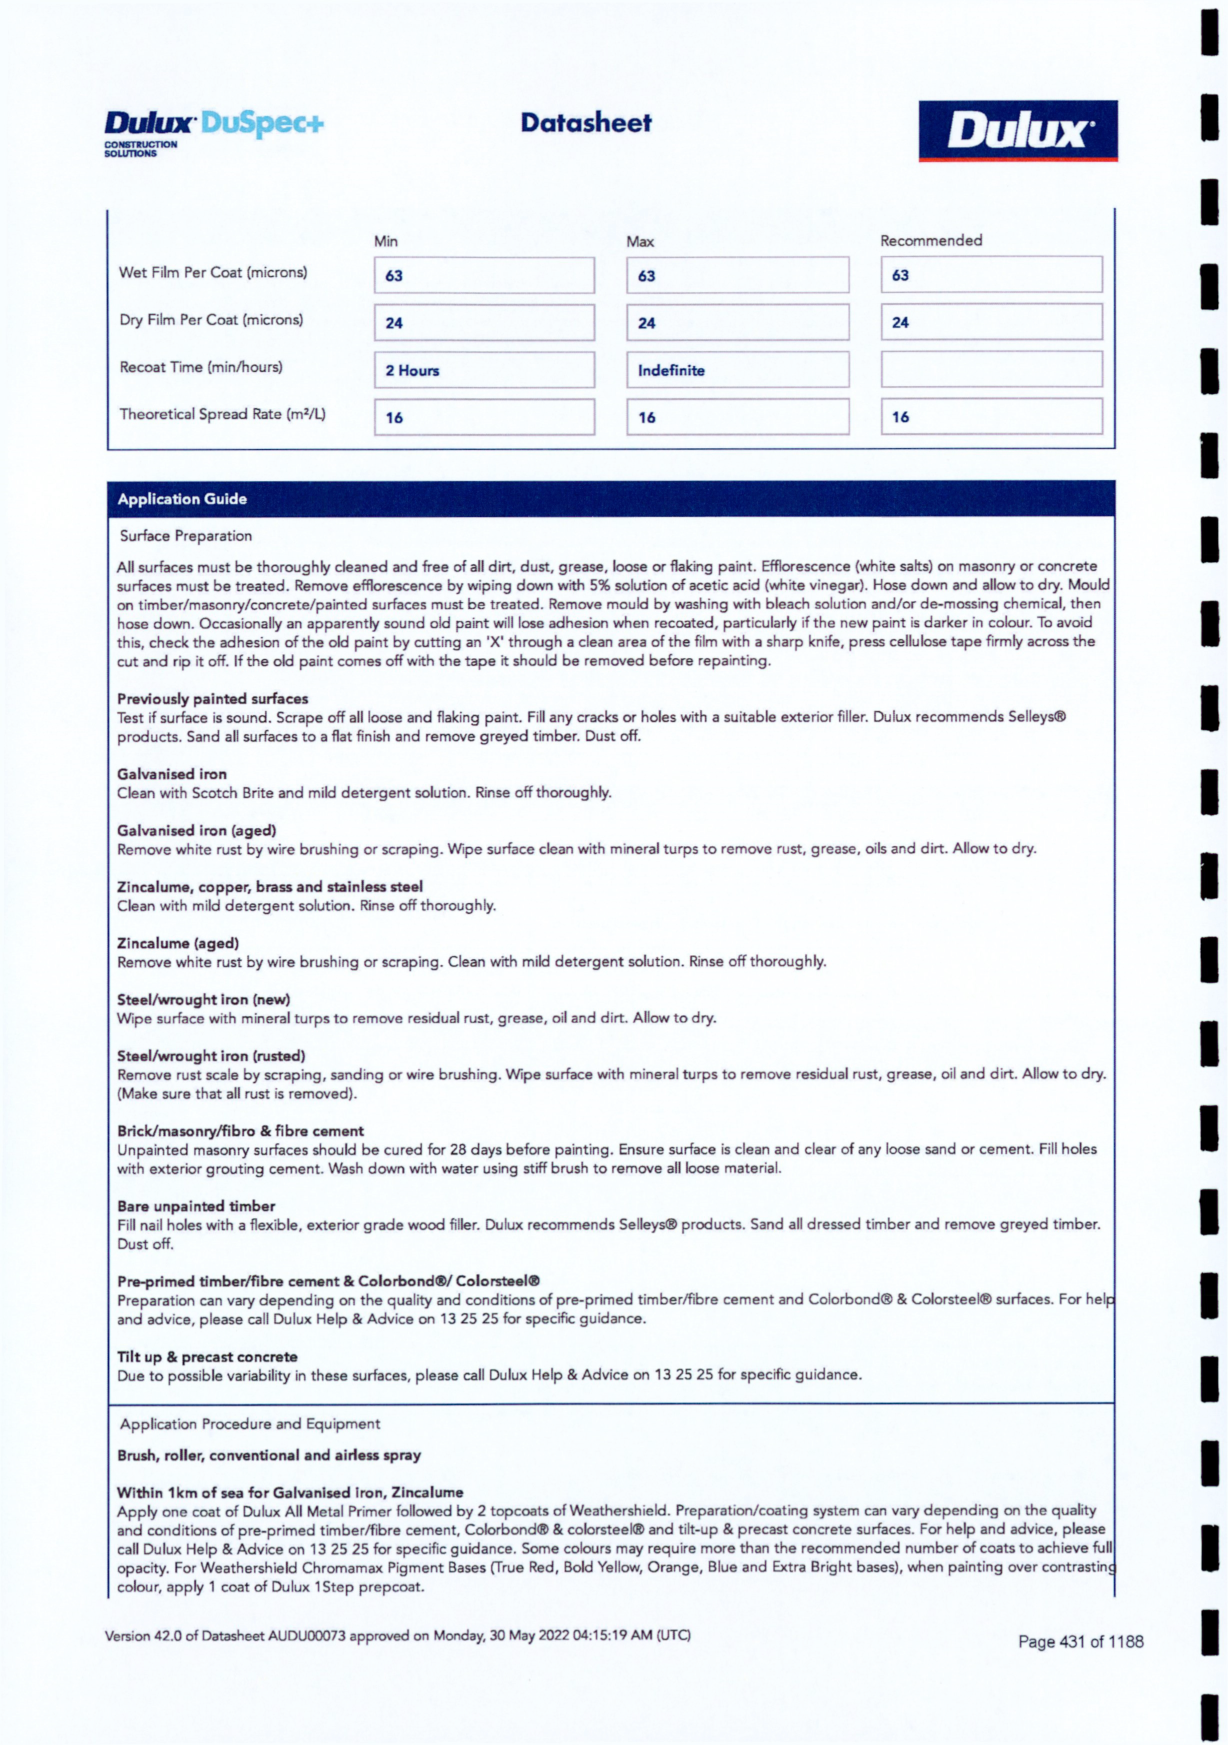 Dulux DuSpec+
CONSTRUCTION
SOLUTIONS
Datasheet
Dulux
Min Max Recommended
Wet Film Per Coat (microns) 63 63 63
Dry Film Per Coat (microns) 24 24 24
Recoat Time (min/hours) 2 Hours Indefinite
Theoretical Spread Rate (m²/L) 16 16 16
Application Guide
Surface Preparation
All surfaces must be thoroughly cleaned and free of all dirt, dust, grease, loose or flaking paint. Efflorescence (white salts) on masonry or concrete
surfaces must be treated. Remove efflorescence by wiping down with 5% solution of acetic acid (white vinegar). Hose down and allow to dry. Mould
on timber/masonry/concrete/painted surfaces must be treated. Remove mould by washing with bleach solution and/or de-mossing chemical, then
hose down. Occasionally an apparently sound old paint will lose adhesion when recoated, particularly if the new paint is darker in colour. To avoid
this, check the adhesion of the old paint by cutting an 'X' through a clean area of the film with a sharp knife, press cellulose tape firmly across the
cut and rip it off. If the old paint comes off with the tape it should be removed before repainting.
Previously painted surfaces
Test if surface is sound. Scrape off all loose and flaking paint. Fill any cracks or holes with a suitable exterior filler. Dulux recommends Selleys®
products. Sand all surfaces to a flat finish and remove greyed timber. Dust off.
Galvanised iron
Clean with Scotch Brite and mild detergent solution. Rinse off thoroughly.
Galvanised iron (aged)
Remove white rust by wire brushing or scraping. Wipe surface clean with mineral turps to remove rust, grease, oils and dirt. Allow to dry.
Zincalume, copper, brass and stainless steel
Clean with mild detergent solution. Rinse off thoroughly.
Zincalume (aged)
Remove white rust by wire brushing or scraping. Clean with mild detergent solution. Rinse off thoroughly.
Steel/wrought iron (new)
Wipe surface with mineral turps to remove residual rust, grease, oil and dirt. Allow to dry.
Steel/wrought iron (rusted)
Remove rust scale by scraping, sanding or wire brushing. Wipe surface with mineral turps to remove residual rust, grease, oil and dirt. Allow to dry.
(Make sure that all rust is removed).
Brick/masonry/fibro & fibre cement
Unpainted masonry surfaces should be cured for 28 days before painting. Ensure surface is clean and clear of any loose sand or cement. Fill holes
with exterior grouting cement. Wash down with water using stiff brush to remove all loose material.
Bare unpainted timber
Fill nail holes with a flexible, exterior grade wood filler. Dulux recommends Selleys® products. Sand all dressed timber and remove greyed timber.
Dust off.
Pre-primed timber/fibre cement & Colorbond®/ Colorsteel®
Preparation can vary depending on the quality and conditions of pre-primed timber/fibre cement and Colorbond® & Colorsteel® surfaces. For help
and advice, please call Dulux Help & Advice on 13 25 25 for specific guidance.
Tilt up & precast concrete
Due to possible variability in these surfaces, please call Dulux Help & Advice on 13 25 25 for specific guidance.
Application Procedure and Equipment
Brush, roller, conventional and airless spray
Within 1km of sea for Galvanised iron, Zincalume
Apply one coat of Dulux All Metal Primer followed by 2 topcoats of Weathershield. Preparation/coating system can vary depending on the quality
and conditions of pre-primed timber/fibre cement, Colorbond® & colorsteel® and tilt-up & precast concrete surfaces. For help and advice, please
call Dulux Help & Advice on 13 25 25 for specific guidance. Some colours may require more than the recommended number of coats to achieve full
opacity. For Weathershield Chromamax Pigment Bases (True Red, Bold Yellow, Orange, Blue and Extra Bright bases), when painting over contrasting
colour, apply 1 coat of Dulux 1Step prepcoat.
Version 42.0 of Datasheet AUDU00073 approved on Monday, 30 May 2022 04:15:19 AM (UTC)
Page 431 of 1188